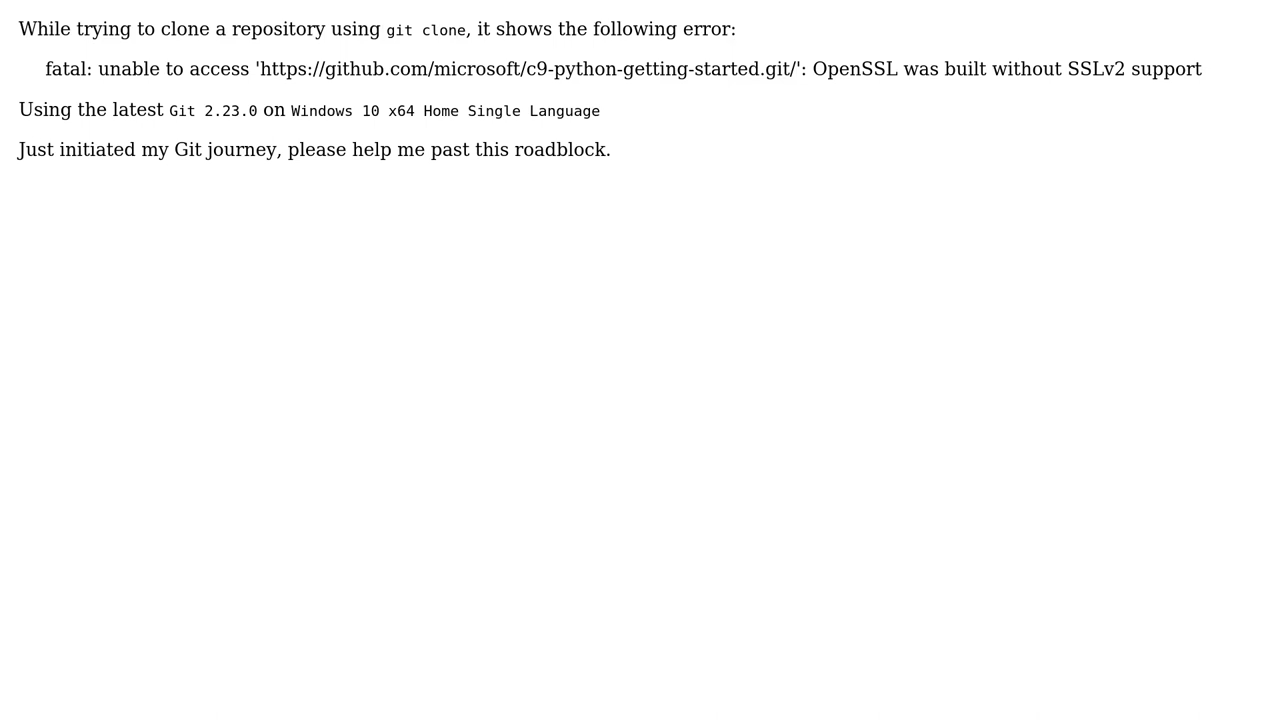 While trying to clone a repository using git clone, it shows the following error:
fatal: unable to access 'https://github.com/microsoft/c9-python-getting-started.git/': OpenSSL was built without SSLv2 support
Using the latest Git 2.23.0 on Windows 10 x64 Home Single Language
Just initiated my Git journey, please help me past this roadblock.